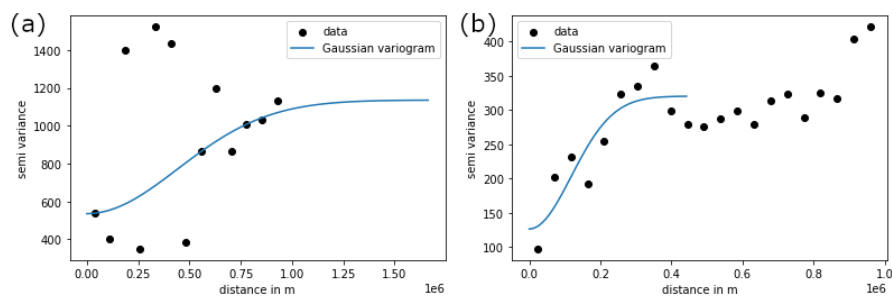 (a)
data
Gaussian variogram
1400
1200
1000
800
600
400
semi variance
0.00 0.25 0.50 0.75 1.00 1.25 1.50
1e6
distance in m
(b)
data
Gaussian variogram
400
350
300
250
200
150
100
semi variance
0.0 0.2 0.4 0.6 0.8 1.0
1e6
distance in m